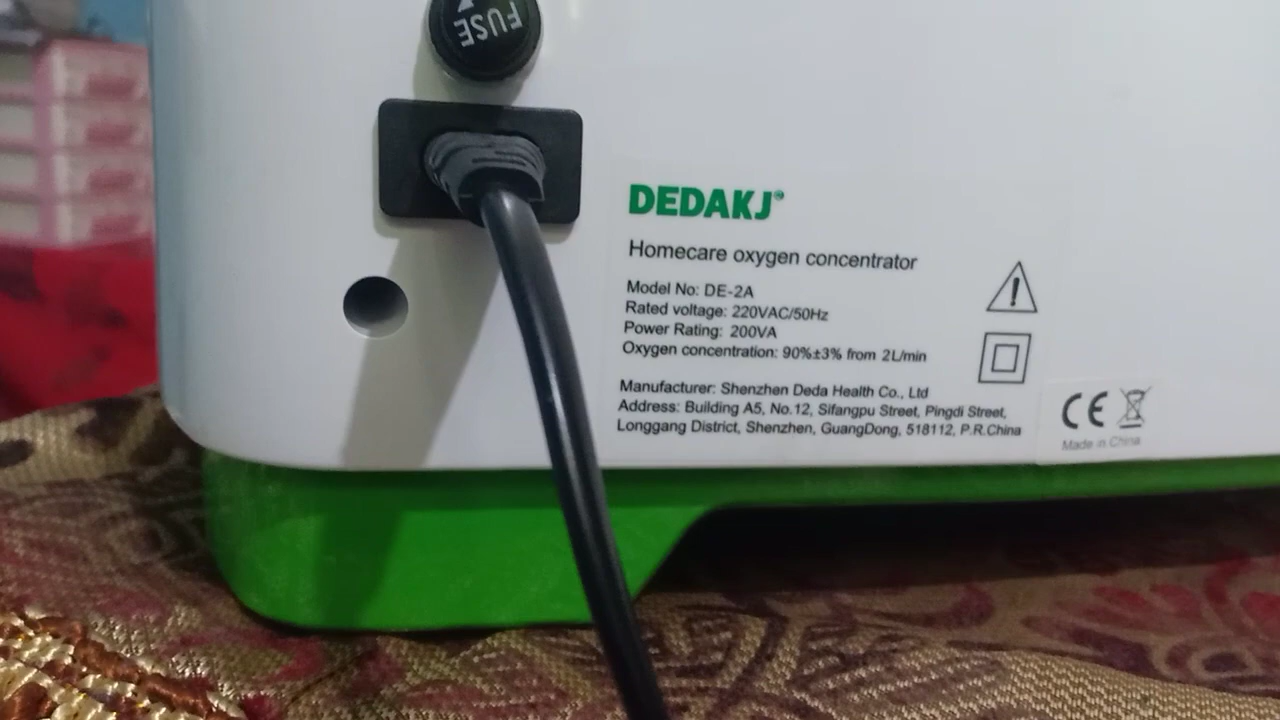 FUSE
DEDAKJ®
Homecare oxygen concentrator
Model No: DE-2A
Rated voltage: 220VAC/50Hz
Power Rating: 200VA
Oxygen concentration: 90%±3% from 2L/min
Manufacturer: Shenzhen Deda Health Co., Ltd
Address: Building A5, No.12, Sifangpu Street, Pingdi Street,
Longgang District, Shenzhen, GuangDong, 518112, P.R.China
CE
Made in China